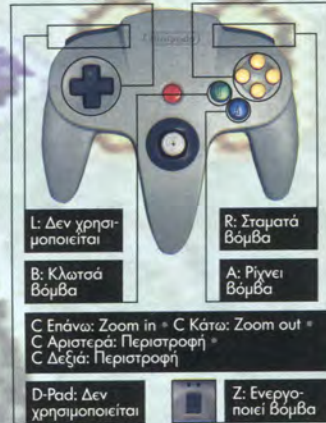 Nintendo
L: Δεν χρησι-
μοποιείται
R: Σταματά
βόμβα
B: Κλωτσά
βόμβα
A: Ρίχνει
βόμβα
C Επάνω: Zoom in • C Κάτω: Zoom out •
C Αριστερά: Περιστροφή •
C Δεξιά: Περιστροφή
D-Pad: Δεν
χρησιμοποιείται
Z: Ενεργο-
ποιεί βόμβα